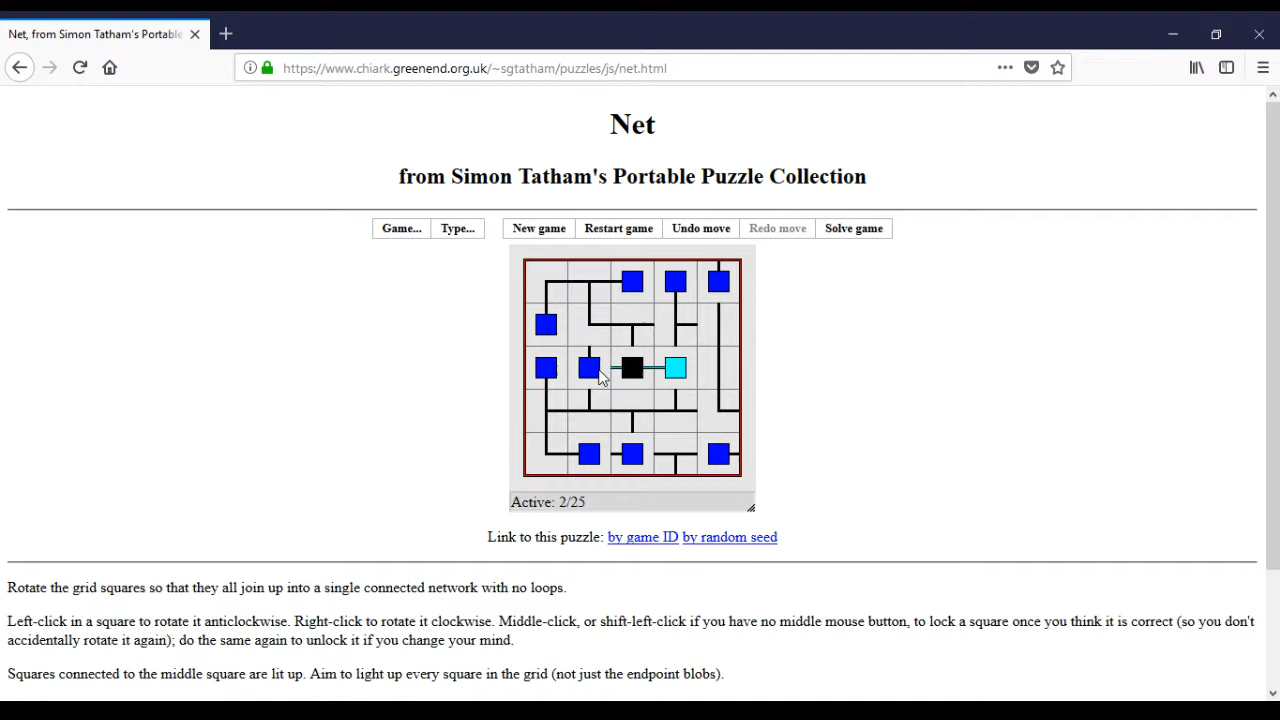 Net, from Simon Tatham's Portable
https://www.chiark.greenend.org.uk/~sgtatham/puzzles/js/net.html
Net
from Simon Tatham's Portable Puzzle Collection
Game... Type... New game Restart game Undo move Redo move Solve game
Active: 2/25
Link to this puzzle: by game ID by random seed
Rotate the grid squares so that they all join up into a single connected network with no loops.
Left-click in a square to rotate it anticlockwise. Right-click to rotate it clockwise. Middle-click, or shift-left-click if you have no middle mouse button, to lock a square once you think it is correct (so you don't
accidentally rotate it again); do the same again to unlock it if you change your mind.
Squares connected to the middle square are lit up. Aim to light up every square in the grid (not just the endpoint blobs).